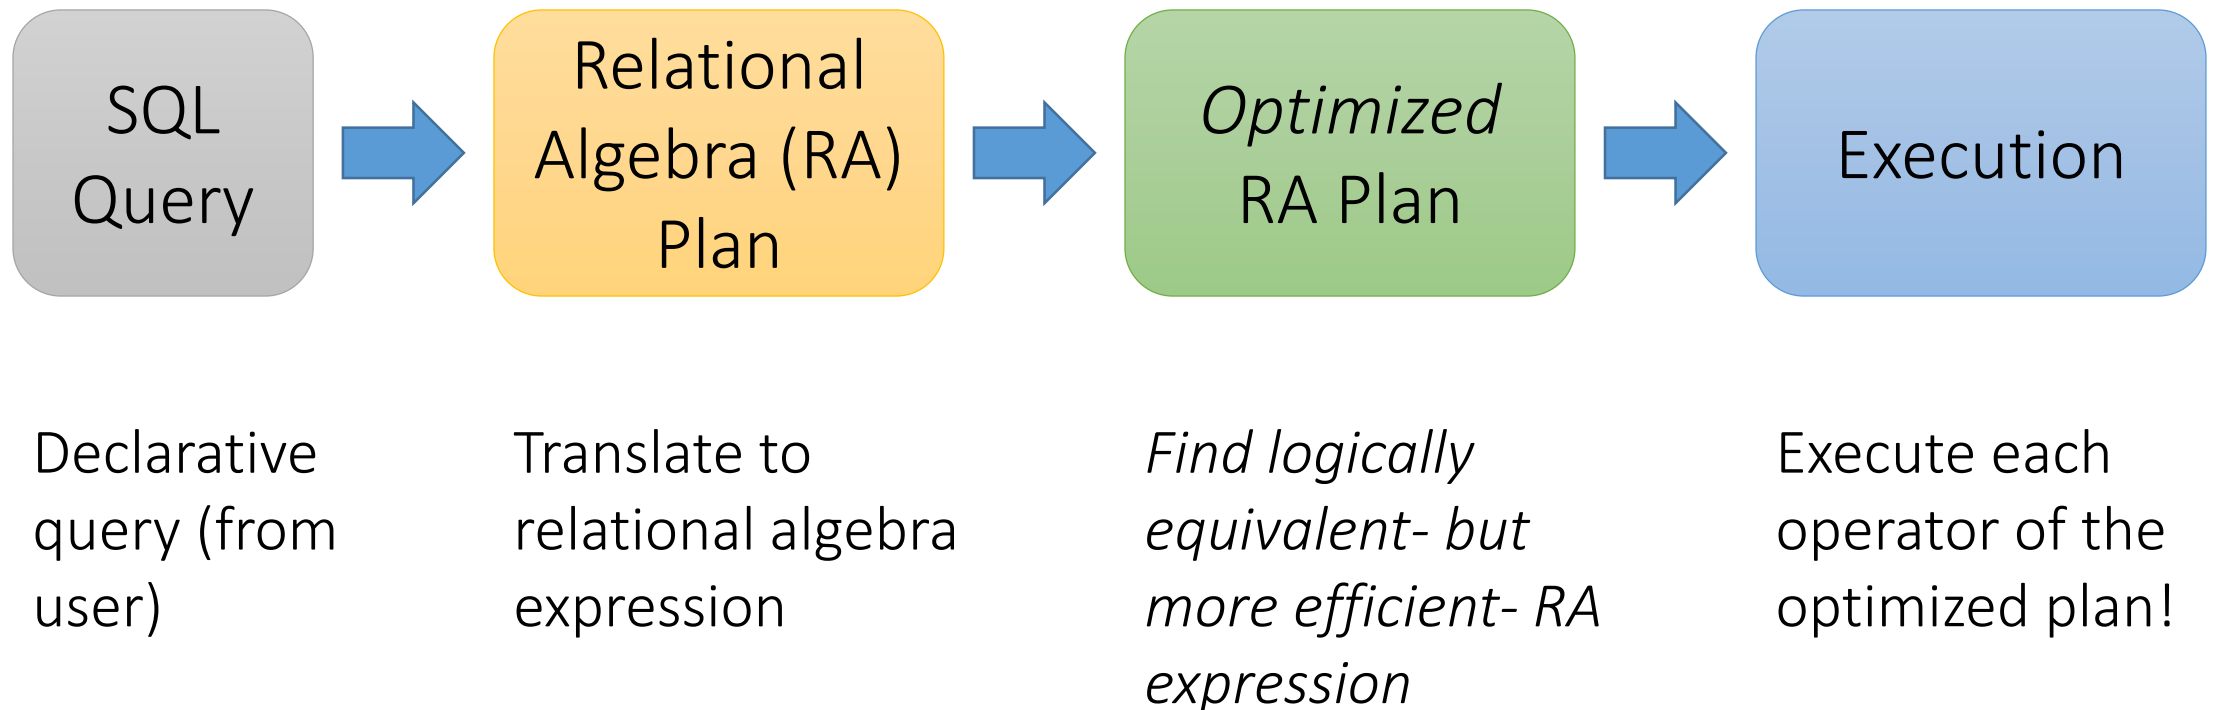 SQL
Query
Relational
Algebra (RA)
Plan
Optimized
RA Plan
Execution
Declarative
query (from
user)
Translate to
relational algebra
expression
Find logically
equivalent- but
more efficient- RA
expression
Execute each
operator of the
optimized plan!